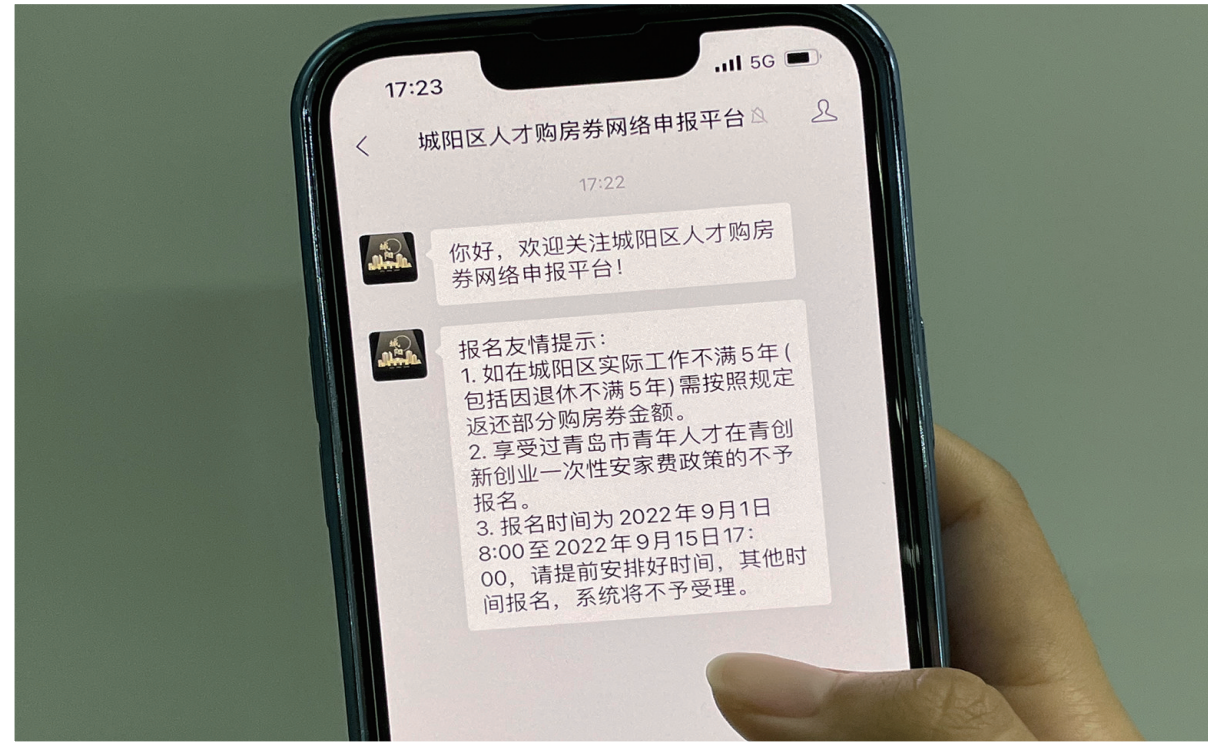 17:23
5G
城阳区人才购房券网络申报平台
17:22
城阳
你好，欢迎关注城阳区人才购房
券网络申报平台！
城阳
报名友情提示：
1. 如在城阳区实际工作不满5年(
包括因退休不满5年)需按照规定
返还部分购房券金额。
2. 享受过青岛市青年人才在青创
新创业一次性安家费政策的不予
报名。
3. 报名时间为 2022年9月1日
8:00至2022年9月15日17:
00，请提前安排好时间，其他时
间报名，系统将不予受理。